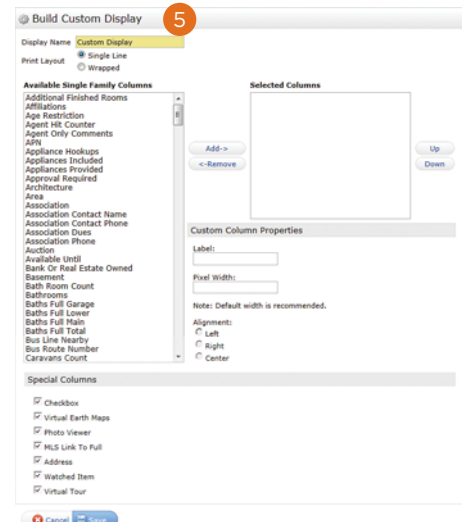 Build Custom Display
5
Display Name Custom Display
Print Layout Single Line
Wrapped
Available Single Family Columns
Selected Columns
Additional Finished Rooms
Affiliations
Age Restriction
Agent Hit Counter
Agent Only Comments
APN
Appliance Hookups
Appliances Included
Appliances Provided
Approval Required
Architecture
Area
Association
Association Contact Name
Association Contact Phone
Association Dues
Association Phone
Auction
Available Until
Bank Or Real Estate Owned
Basement
Bath Room Count
Bathrooms
Baths Full Garage
Baths Full Lower
Baths Full Main
Baths Full Total
Bus Line Nearby
Bus Route Number
Caravans Count
Add->
<-Remove
Up
Down
Custom Column Properties
Label:
Pixel Width:
Note: Default width is recommended.
Alignment:
Left
Right
Center
Special Columns
Checkbox
Virtual Earth Maps
Photo Viewer
MLS Link To Full
Address
Watched Item
Virtual Tour
Cancel Save